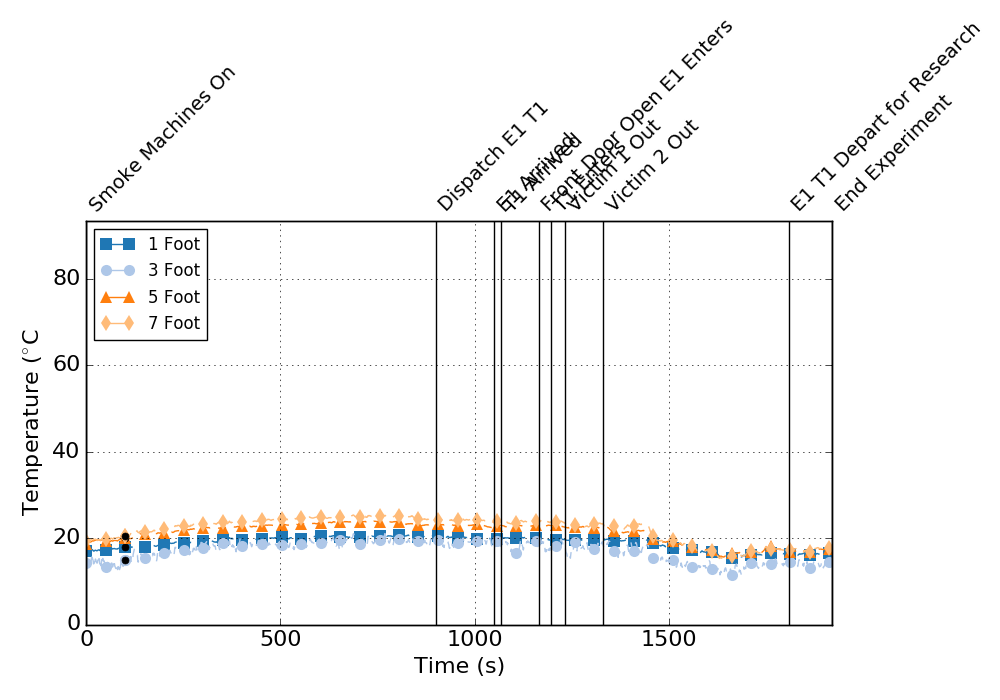 Smoke Machines On
Dispatch E1 T1
E1 Arrived
T1 Arrived
Front Door Open E1 Enters
T1 Enters
Victim 1 Out
Victim 2 Out
E1 T1 Depart for Research
End Experiment
1 Foot
3 Foot
5 Foot
7 Foot
Temperature (°C
80
60
40
20
0
0 500 1000 1500
Time (s)